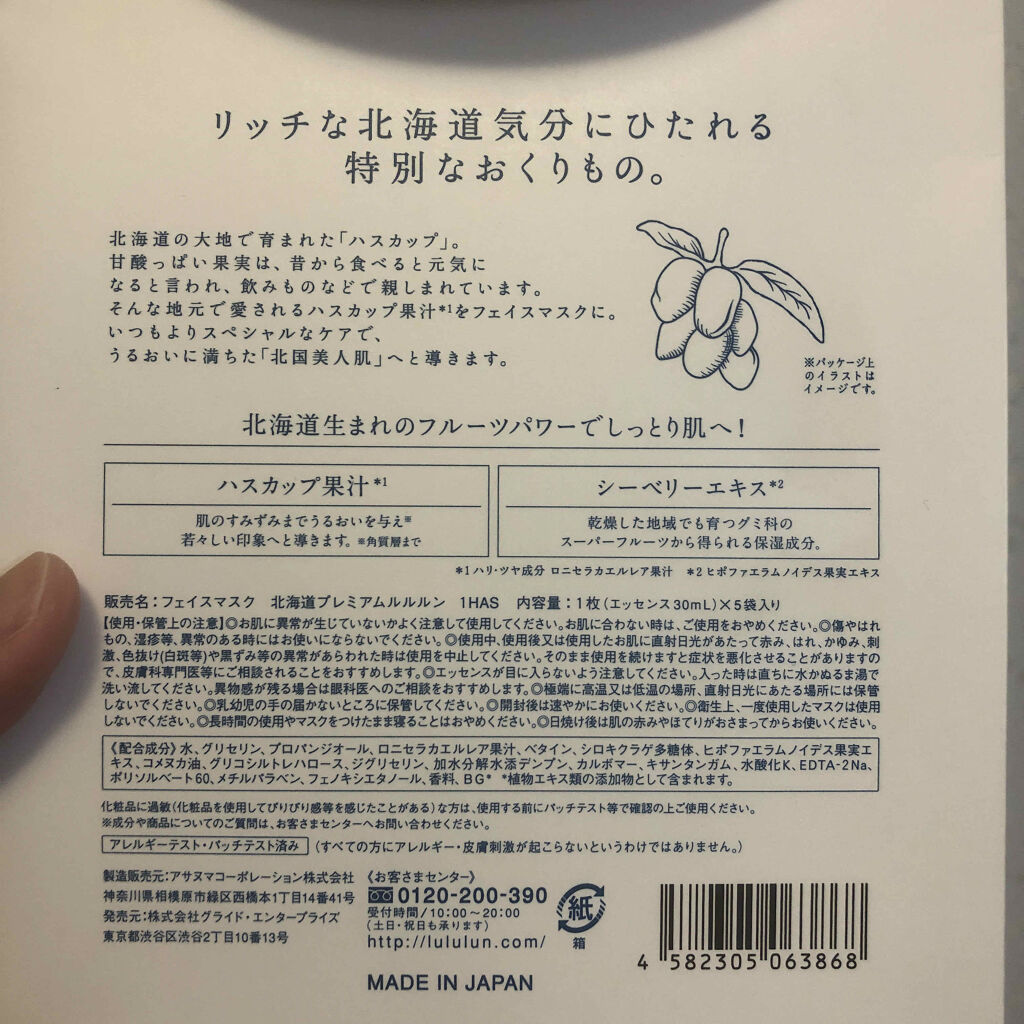 リッチな北海道気分にひたれる
特別なおくりもの。
北海道の大地で育まれた「ハスカップ」。
甘酸っぱい果実は、昔から食べると元気に
なると言われ、飲みものなどで親しまれています。
そんな地元で愛されるハスカップ果汁*1をフェイスマスクに。
いつもよりスペシャルなケアで、
うるおいに満ちた「北国美人肌」へと導きます。
※パッケージ上
のイラストは
イメージです。
北海道生まれのフルーツパワーでしっとり肌へ!
ハスカップ果汁*1
肌のすみずみまでうるおいを与え※
若々しい印象へと導きます。※角質層まで
シーベリーエキス*2
乾燥した地域でも育つグミ科の
スーパーフルーツから得られる保湿成分。
*1 ハリ・ツヤ成分 ロニセラカエルレア果汁 *2 ヒポファエラムノイデス果実エキス
販売名:フェイスマスク 北海道プレミアムルルルン 1HAS 内容量:1枚(エッセンス30mL)×5袋入り
【使用・保管上の注意】◎お肌に異常が生じていないかよく注意して使用してください。お肌に合わない時は、ご使用をおやめください。◎傷やはれ
もの、湿疹等、異常のある時にはお使いにならないでください。◎使用中、使用後又は使用したお肌に直射日光があたって赤み、はれ、かゆみ、刺
激、色抜け(白斑等)や黒ずみ等の異常があらわれた時は使用を中止してください。そのまま使用を続けますと症状を悪化させることがありますの
で、皮膚科専門医等にご相談されることをおすすめします。◎エッセンスが目に入らないよう注意してください。入った時は直ちに水かぬるま湯で
洗い流してください。異物感が残る場合は眼科医へのご相談をおすすめします。◎極端に高温又は低温の場所、直射日光にあたる場所には保管
しないでください。◎乳幼児の手の届かないところに保管してください。◎開封後は速やかにお使いください。◎衛生上、一度使用したマスクは使用
しないでください。◎長時間の使用やマスクをつけたまま寝ることはおやめください。◎日焼け後は肌の赤みやほてりがおさまってからお使いください。
《配合成分》水、グリセリン、プロパンジオール、ロニセラカエルレア果汁、ベタイン、シロキクラゲ多糖体、ヒポファエラムノイデス果実エ
キス、コメヌカ油、グリコシルトレハロース、ジグリセリン、加水分解水添デンプン、カルボマー、キサンタンガム、水酸化K、EDTA-2Na、
ポリソルベート60、メチルパラベン、フェノキシエタノール、香料、BG* *植物エキス類の添加物として含まれます。
化粧品に過敏(化粧品を使用してぴりぴり感等を感じたことがある)な方は、使用する前にパッチテスト等で確認の上ご使用ください。
※成分や商品についてのご質問は、お客さまセンターへお問い合わせください。
アレルギーテスト・パッチテスト済み (すべての方にアレルギー・皮膚刺激が起こらないというわけではありません。)
製造販売元:アサヌマコーポレーション株式会社
神奈川県相模原市緑区西橋本1丁目14番41号
発売元:株式会社グライド・エンタープライズ
東京都渋谷区渋谷2丁目10番13号
《お客さまセンター》
0120-200-390
受付時間/10:00~20:00
(土日・祝日も承ります)
http://lululun.com/
紙
箱
MADE IN JAPAN
4 582305 063868